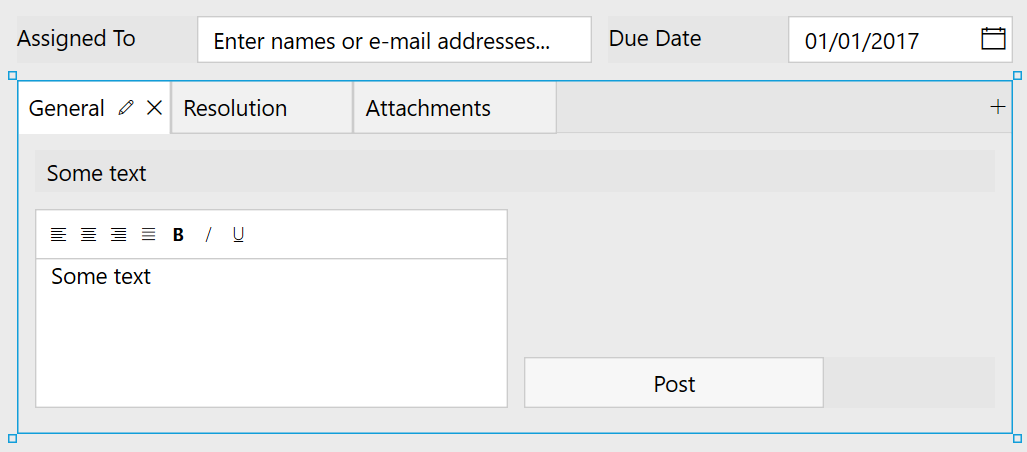 Assigned To Enter names or e-mail addresses... Due Date 01/01/2017
General Resolution Attachments
Some text
B I U
Some text
Post